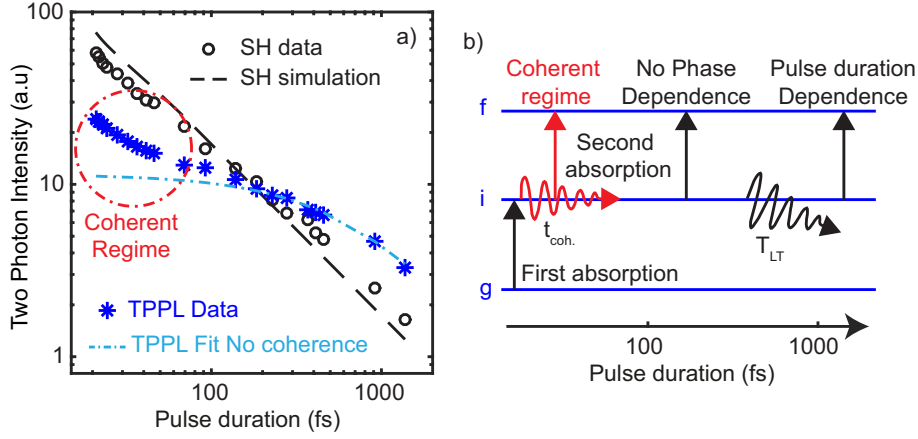 a)
SH data
SH simulation
Coherent
Regime
TPPL Data
TPPL Fit No coherence
Two Photon Intensity (a.u)
100
10
1
100
1000
Pulse duration (fs)
b)
Coherent
regime
No Phase
Dependence
Pulse duration
Dependence
f
Second
absorption
i
t coh.
T LT
First absorption
g
100
1000
Pulse duration (fs)